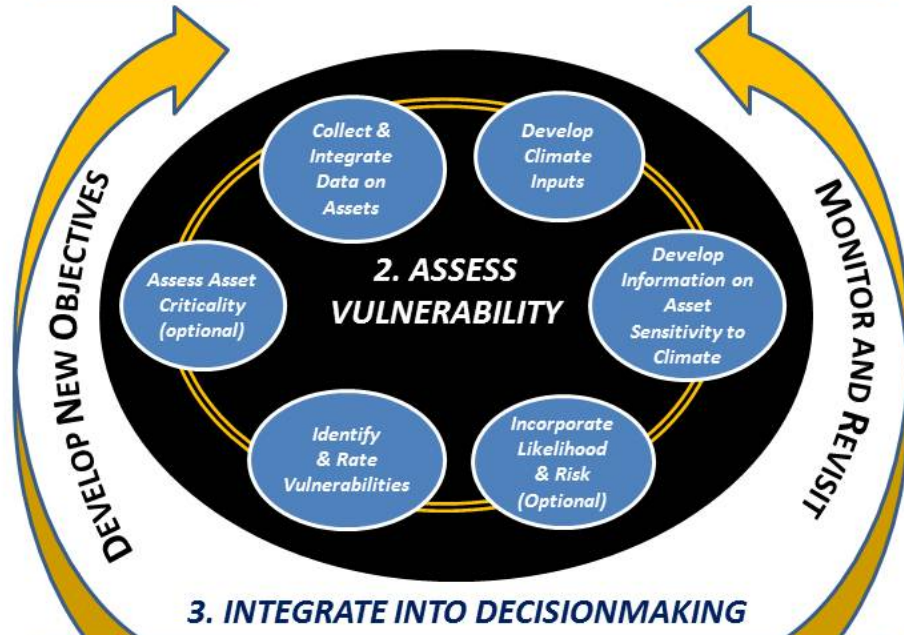 Collect &
Integrate
Data on
Assets
Develop
Climate
Inputs
DEVELOP NEW OBJECTIVES
MONITOR AND REVISIT
Assess Asset
Criticality
(optional)
2. ASSESS
VULNERABILITY
Develop
Information on
Asset
Sensitivity to
Climate
Identify
& Rate
Vulnerabilities
Incorporate
Likelihood
& Risk
(Optional)
3. INTEGRATE INTO DECISIONMAKING